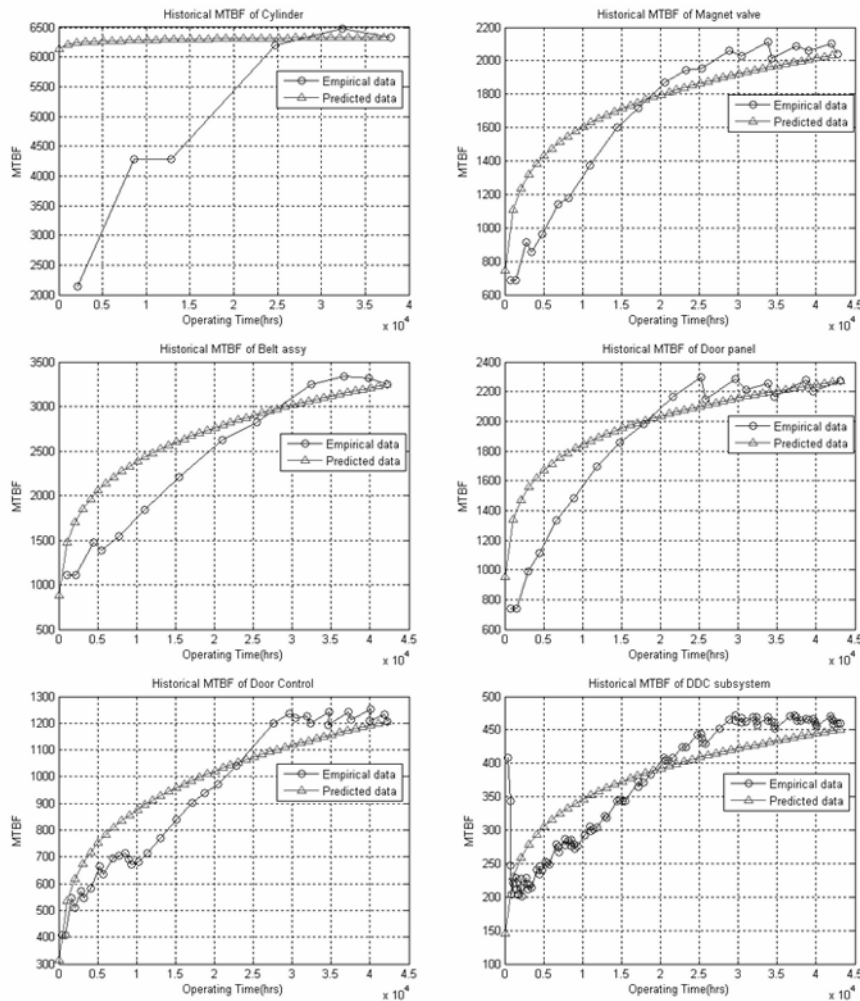 Historical MTBF of Cylinder
6500
6000
5500
5000
4500
4000
3500
3000
2500
2000
MTBF
Empirical data
Predicted data
0 0.5 1 1.5 2 2.5 3 3.5 4
Operating Time(hrs)
x 10^4
Historical MTBF of Magnet valve
2200
2000
1800
1600
1400
1200
1000
800
600
MTBF
Empirical data
Predicted data
0 0.5 1 1.5 2 2.5 3 3.5 4 4.5
Operating Time(hrs)
x 10^4
Historical MTBF of Belt assy
3500
3000
2500
2000
1500
1000
500
MTBF
Empirical data
Predicted data
0 0.5 1 1.5 2 2.5 3 3.5 4 4.5
Operating Time(hrs)
x 10^4
Historical MTBF of Door panel
2400
2200
2000
1800
1600
1400
1200
1000
800
600
MTBF
Empirical data
Predicted data
0 0.5 1 1.5 2 2.5 3 3.5 4 4.5
Operating Time(hrs)
x 10^4
Historical MTBF of Door Control
1300
1200
1100
1000
900
800
700
600
500
400
300
MTBF
Empirical data
Predicted data
0 0.5 1 1.5 2 2.5 3 3.5 4 4.5
Operating Time(hrs)
x 10^4
Historical MTBF of DDC subsystem
500
450
400
350
300
250
200
150
100
MTBF
Empirical data
Predicted data
0 0.5 1 1.5 2 2.5 3 3.5 4 4.5
Operating Time(hrs)
x 10^4